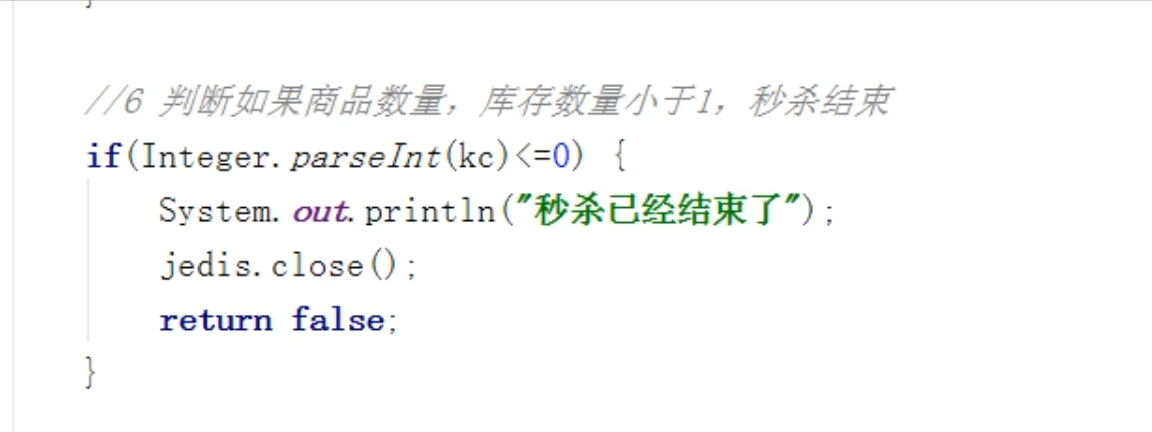 //6 判断如果商品数量，库存数量小于1，秒杀结束
if(Integer.parseInt(kc)<=0) {
System.out.println("秒杀已经结束了");
jedis.close();
return false;
}